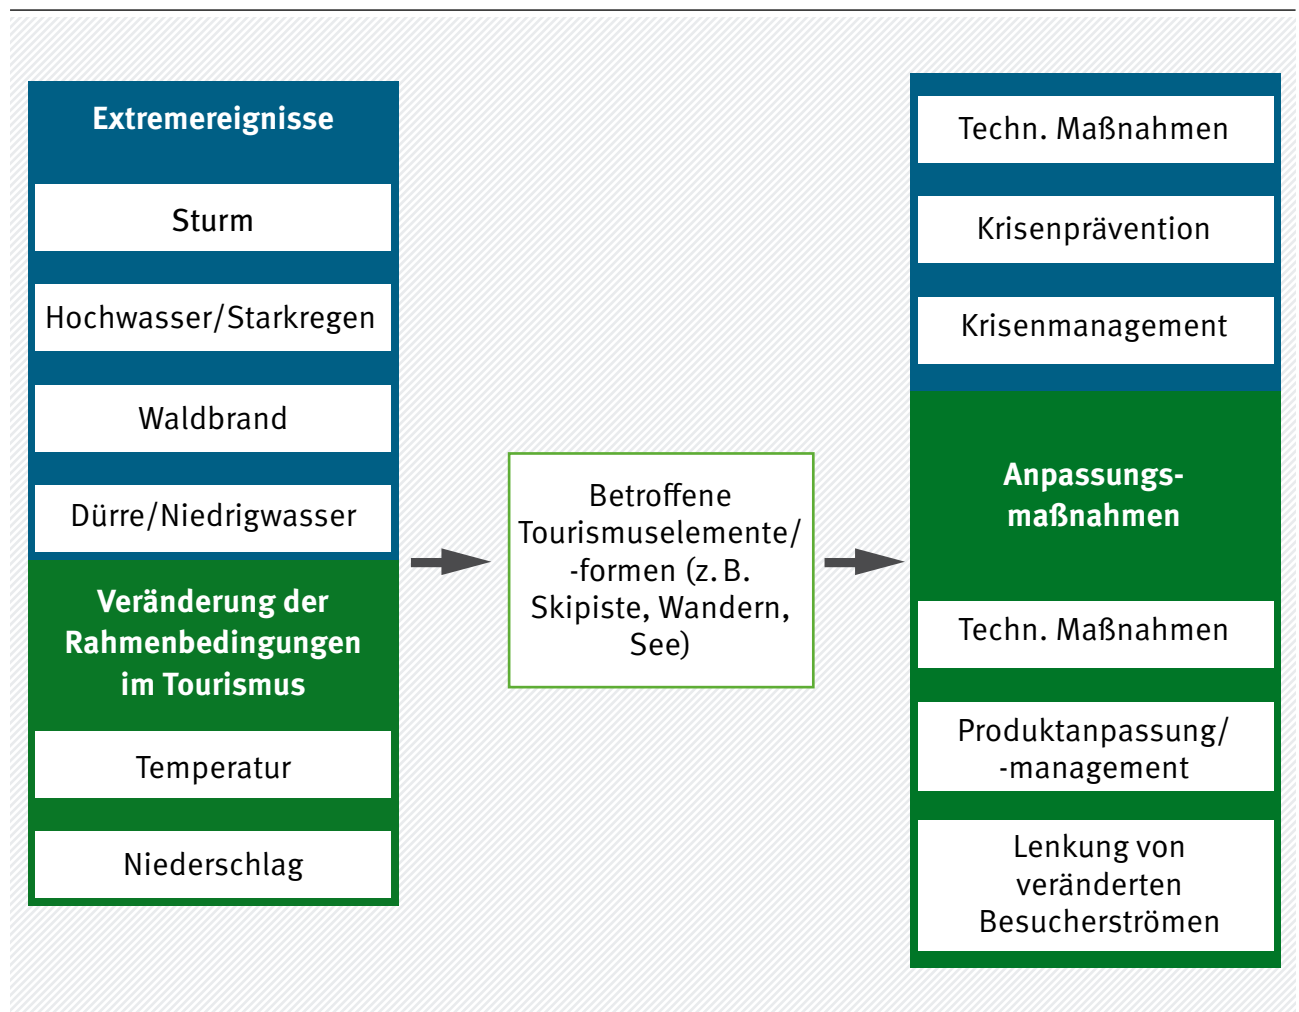 Extremereignisse
Sturm
Hochwasser/Starkregen
Waldbrand
Dürre/Niedrigwasser
Veränderung der
Rahmenbedingungen
im Tourismus
Temperatur
Niederschlag
Betroffene
Tourismuselemente/
-formen (z. B.
Skipiste, Wandern,
See)
Techn. Maßnahmen
Krisenprävention
Krisenmanagement
Anpassungs-
maßnahmen
Techn. Maßnahmen
Produktanpassung/
-management
Lenkung von
veränderten
Besucherströmen